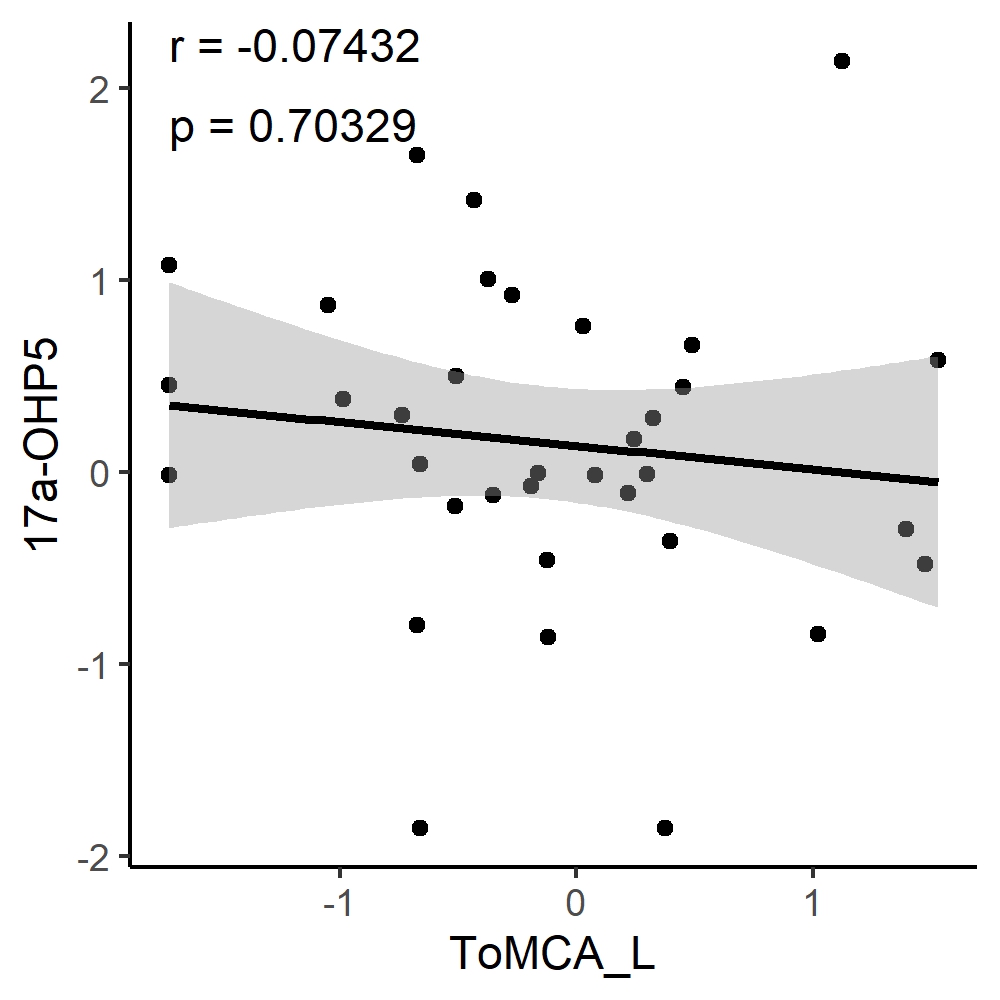 r = -0.07432
p = 0.70329
2
1
0
-1
-2
17a-OHP5
-1
0
1
ToMCA_L